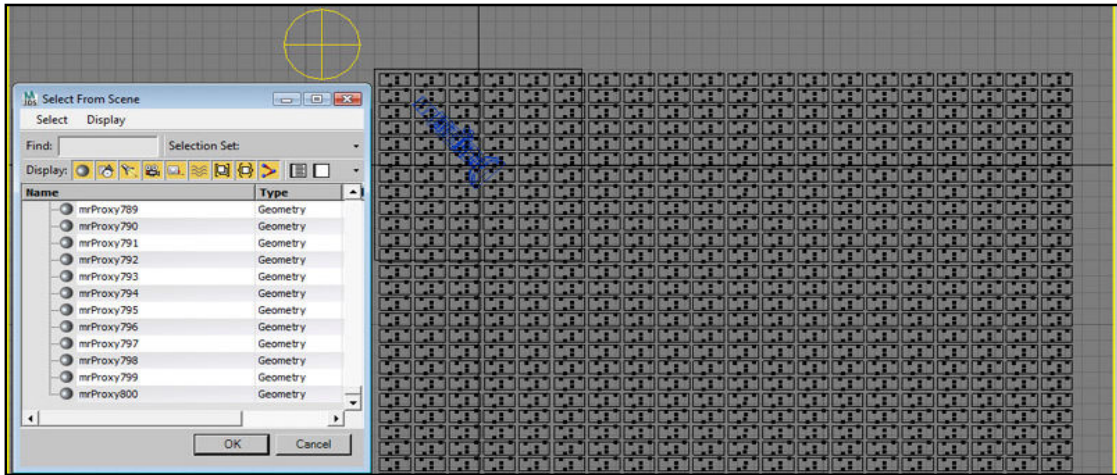 Select From Scene
Select Display
Find: Selection Set:
Display:
Name Type
mrProxy789 Geometry
mrProxy790 Geometry
mrProxy791 Geometry
mrProxy792 Geometry
mrProxy793 Geometry
mrProxy794 Geometry
mrProxy795 Geometry
mrProxy796 Geometry
mrProxy797 Geometry
mrProxy798 Geometry
mrProxy799 Geometry
mrProxy800 Geometry
OK Cancel